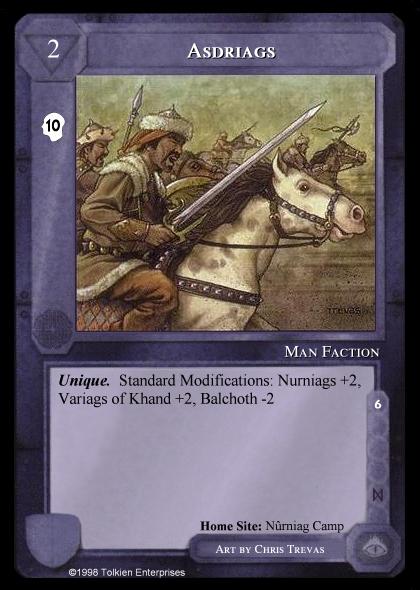 2
ASDRIAGS
10
TREVAS
MAN FACTION
Unique. Standard Modifications: Nurniags +2,
Variags of Khand +2, Balchoth -2
6
Home Site: Nûrniag Camp
ART BY CHRIS TREVAS
©1998 Tolkien Enterprises